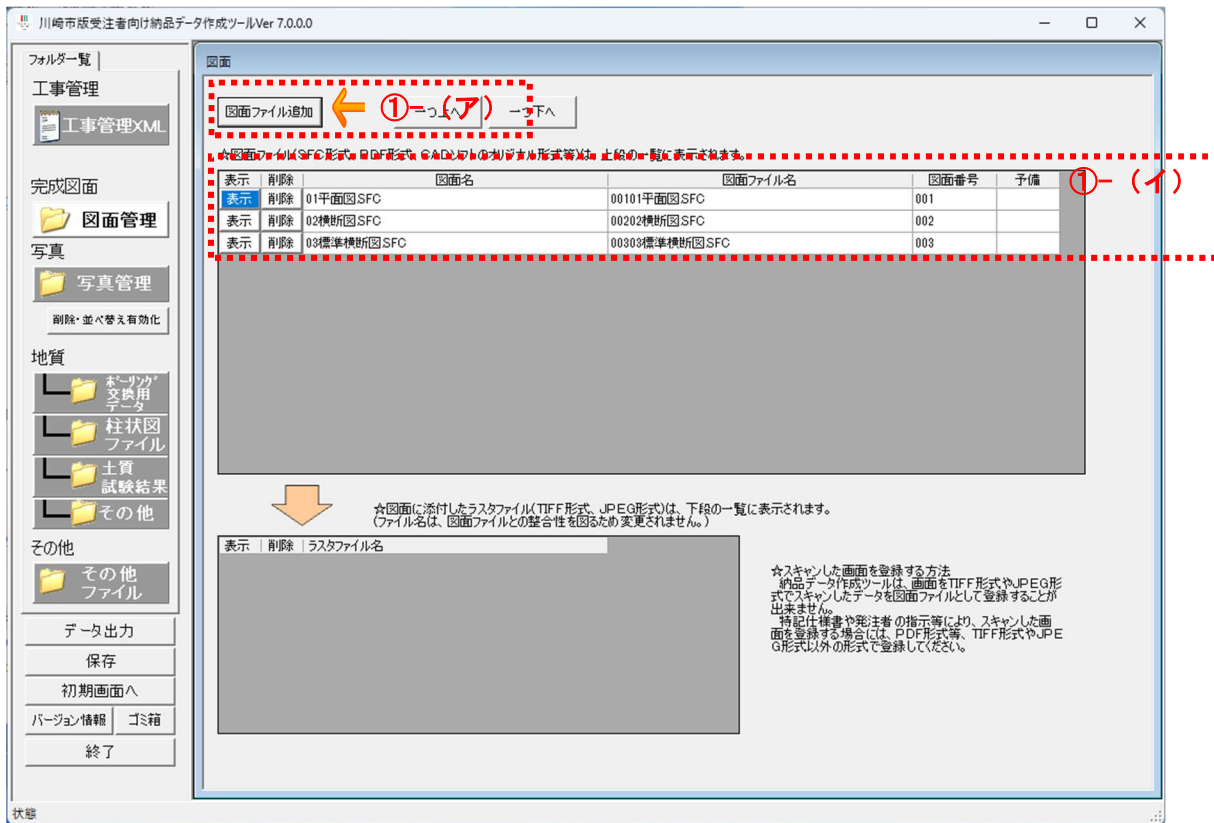 川崎市版受注者向け納品データ作成ツールVer 7.0.0.0
フォルダ一覧
工事管理
工事管理XML
完成図面
図面管理
写真
写真管理
削除・並べ替え有効化
地質
ボーリング
交換用
データ
柱状図
ファイル
土質
試験結果
その他
その他
その他
ファイル
データ出力
保存
初期画面へ
バージョン情報 ゴミ箱
終了
状態
図面
図面ファイル追加 ①-（ア） 一つ上へ 一つ下へ
☆図面ファイル(SFC形式、PDF形式、CADソフトのオリジナル形式等)は、上段の一覧に表示されます。
①-（イ）
表示 削除 図面名 図面ファイル名 図面番号 予備
表示 削除 01平面図.SFC 00101平面図.SFC 001
表示 削除 02横断図.SFC 00202横断図.SFC 002
表示 削除 03標準横断図.SFC 00303標準横断図.SFC 003
☆図面に添付したラスタファイル(TIFF形式、JPEG形式)は、下段の一覧に表示されます。
(ファイル名は、図面ファイルとの整合性を図るため変更されません。)
表示 削除 ラスタファイル名
☆スキャンした画面を登録する方法
納品データ作成ツールは、画面をTIFF形式やJPEG形
式でスキャンしたデータを図面ファイルとして登録することが
出来ません。
特記仕様書や発注者の指示等により、スキャンした画
面を登録する場合には、PDF形式等、TIFF形式やJPE
G形式以外の形式で登録してください。